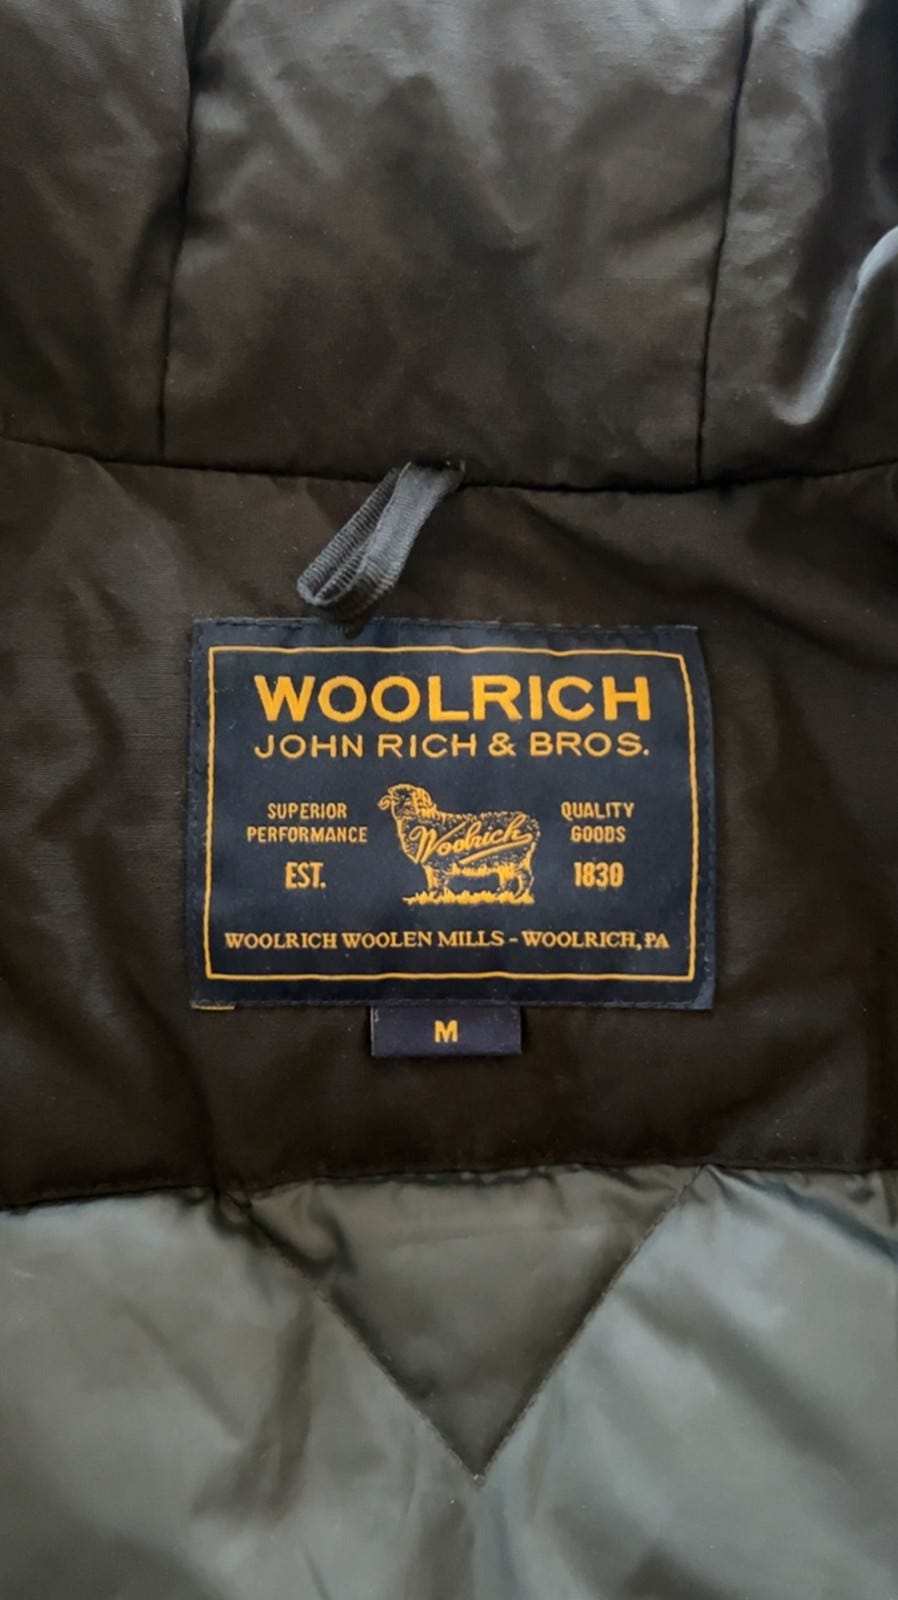 WOOLRICH
JOHN RICH & BROS.
SUPERIOR
PERFORMANCE
EST.
Woolrich
QUALITY
GOODS
1830
WOOLRICH WOOLEN MILLS - WOOLRICH, PA
M